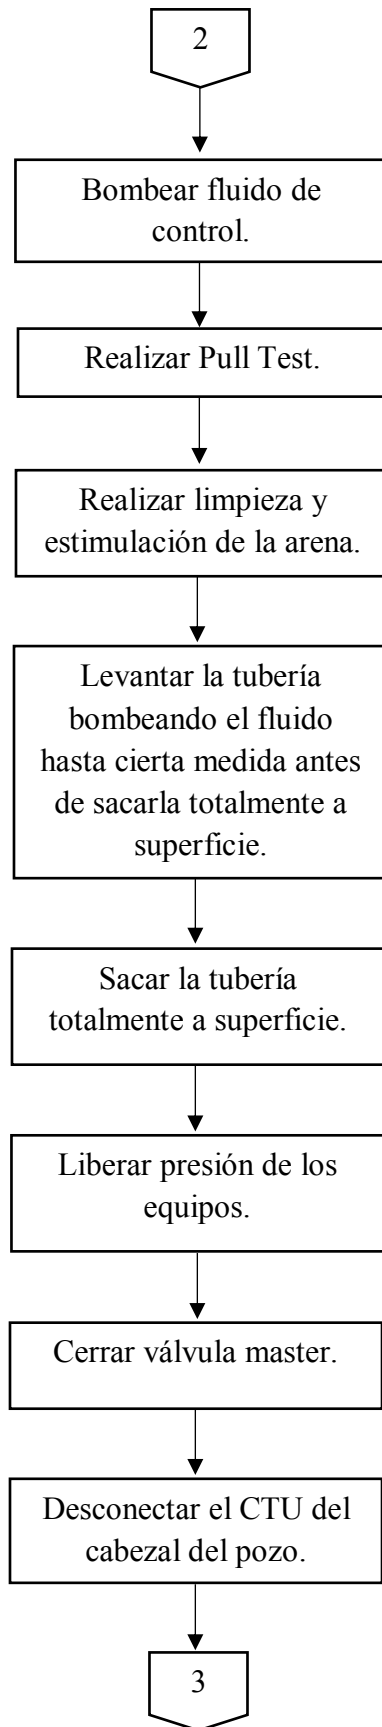 2
Bombear fluido de
control.
Realizar Pull Test.
Realizar limpieza y
estimulación de la arena.
Levantar la tubería
bombeando el fluido
hasta cierta medida antes
de sacarla totalmente a
superficie.
Sacar la tubería
totalmente a superficie.
Liberar presión de los
equipos.
Cerrar válvula master.
Desconectar el CTU del
cabezal del pozo.
3